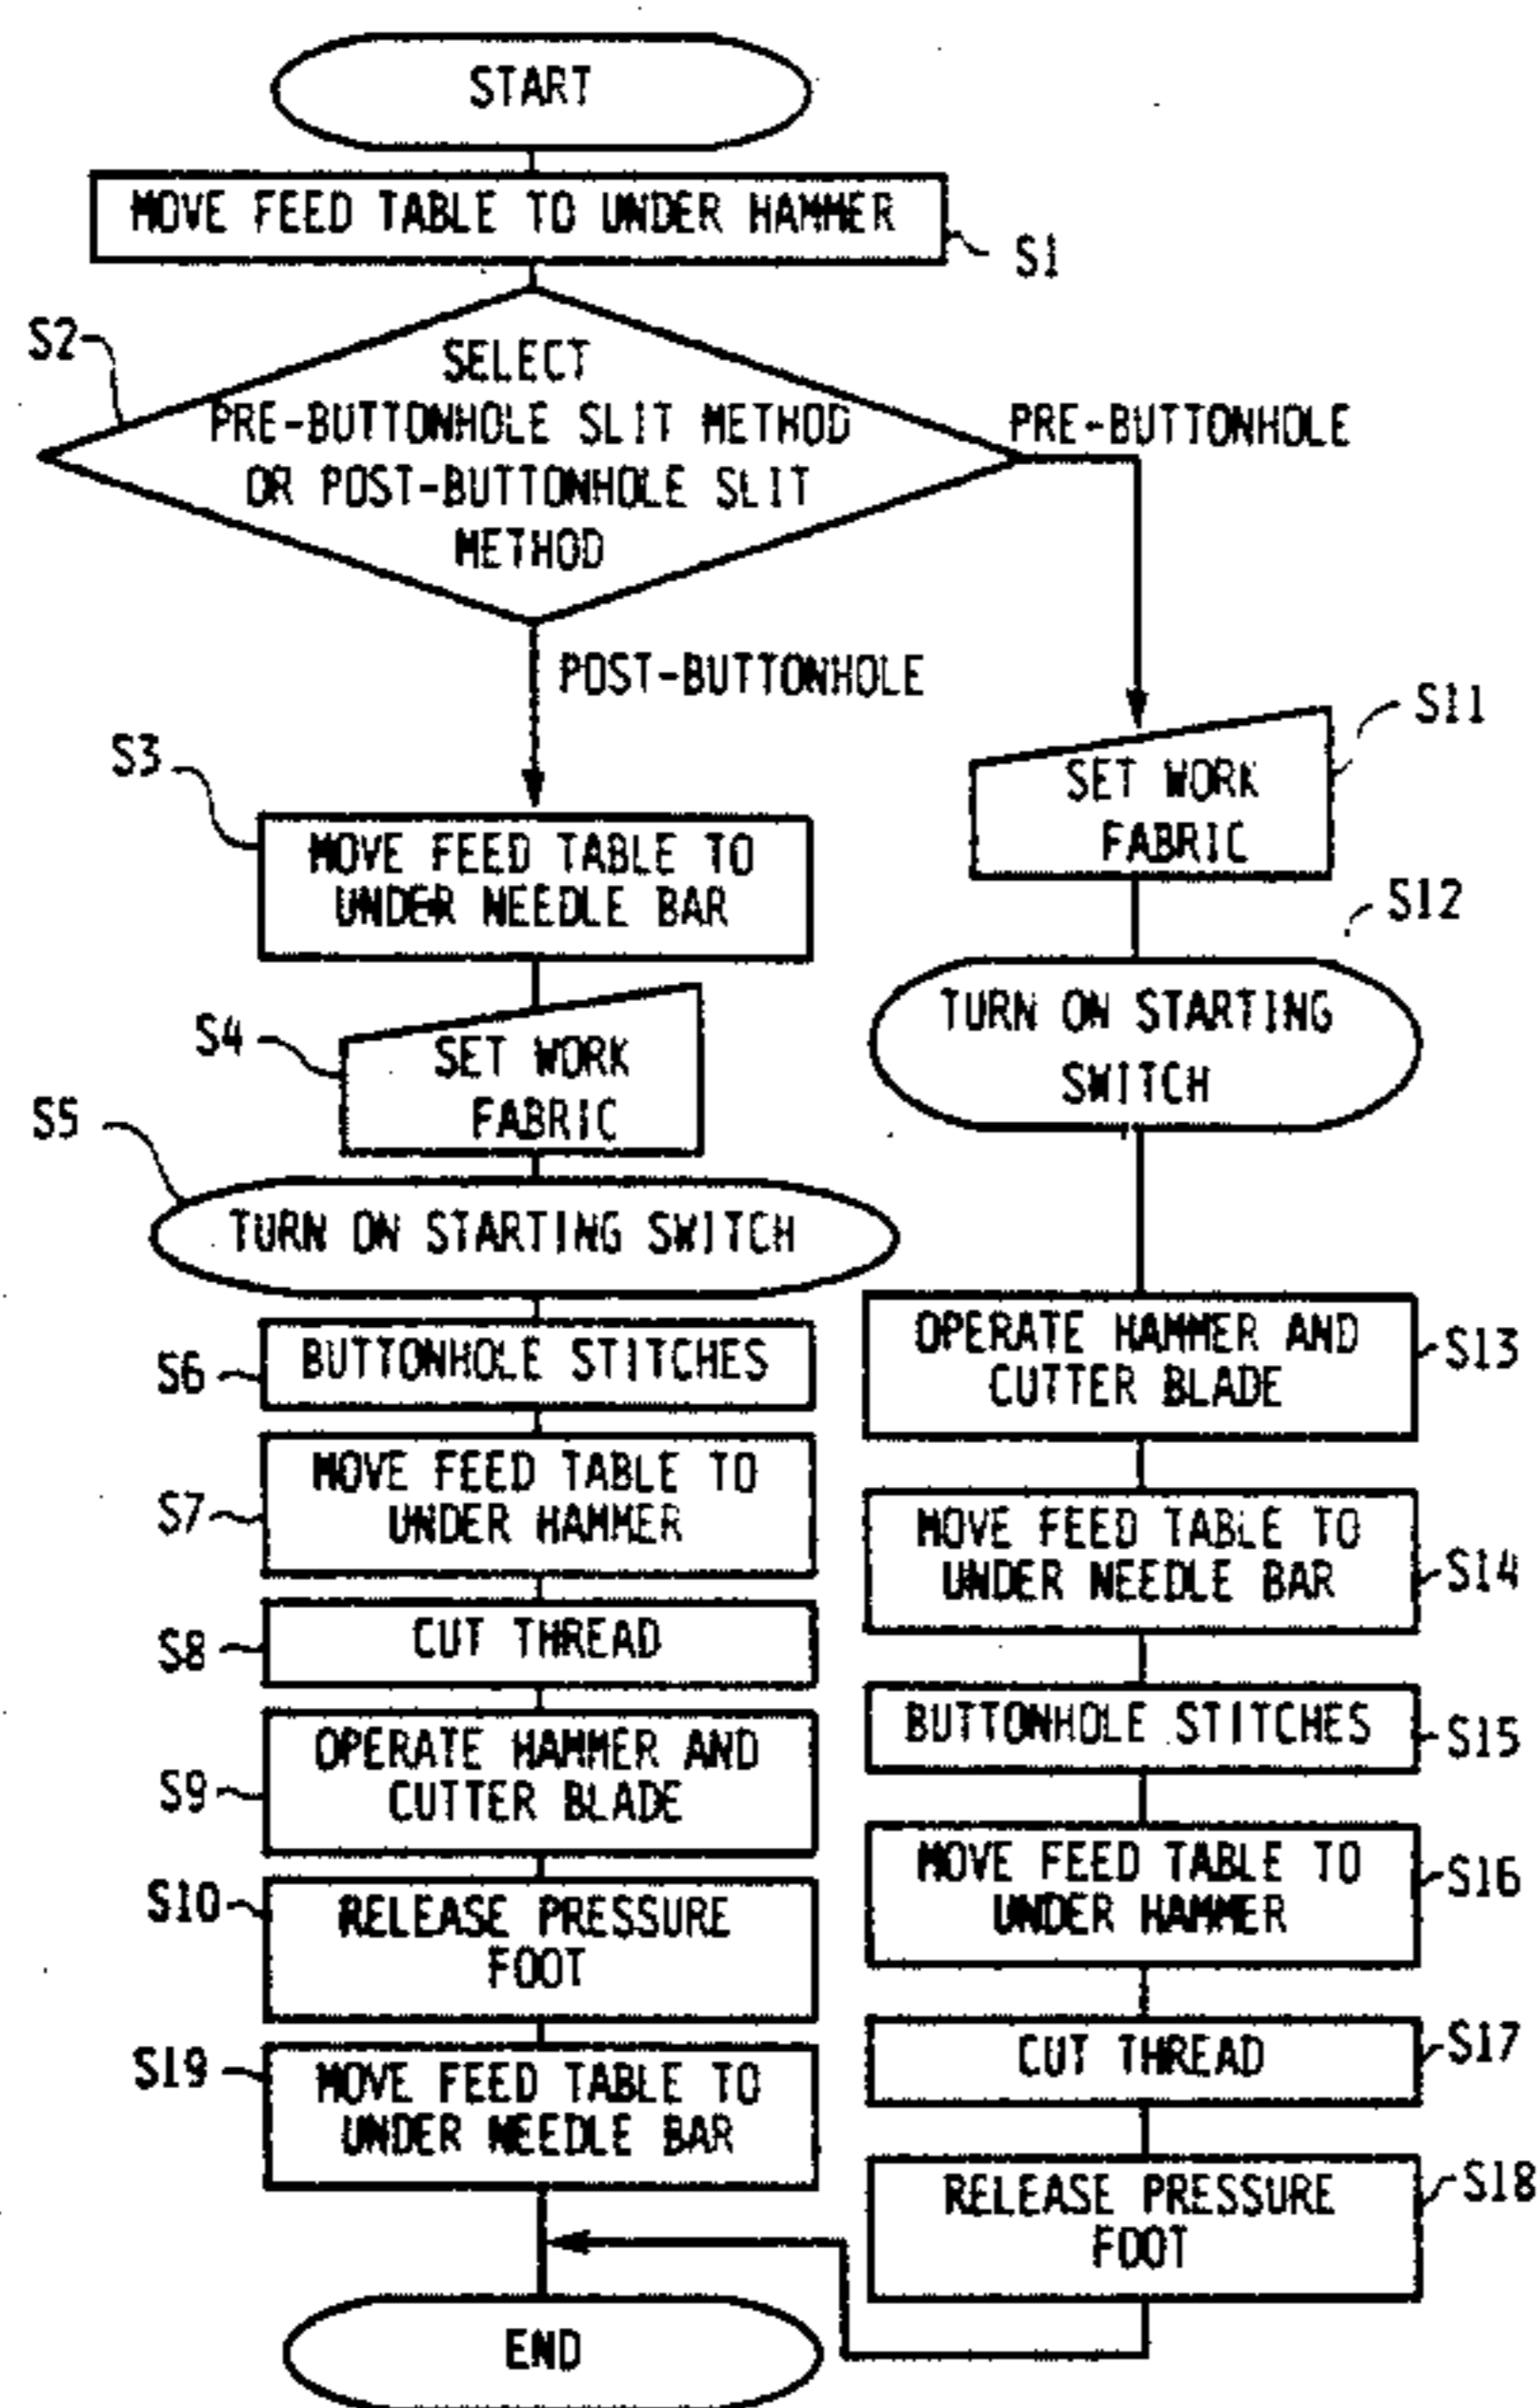 START
MOVE FEED TABLE TO UNDER HAMMER
S1
S2
SELECT
PRE-BUTTONHOLE SLIT METHOD
OR POST-BUTTONHOLE SLIT
METHOD
PRE-BUTTONHOLE
POST-BUTTONHOLE
S3
MOVE FEED TABLE TO
UNDER NEEDLE BAR
S4
SET WORK
FABRIC
S5
TURN ON STARTING SWITCH
S6
BUTTONHOLE STITCHES
S7
MOVE FEED TABLE TO
UNDER HAMMER
S8
CUT THREAD
S9
OPERATE HAMMER AND
CUTTER BLADE
S10
RELEASE PRESSURE
FOOT
S19
MOVE FEED TABLE TO
UNDER NEEDLE BAR
S11
SET WORK
FABRIC
S12
TURN ON STARTING
SWITCH
OPERATE HAMMER AND
CUTTER BLADE
S13
MOVE FEED TABLE TO
UNDER NEEDLE BAR
S14
BUTTONHOLE STITCHES
S15
MOVE FEED TABLE TO
UNDER HAMMER
S16
CUT THREAD
S17
RELEASE PRESSURE
FOOT
S18
END